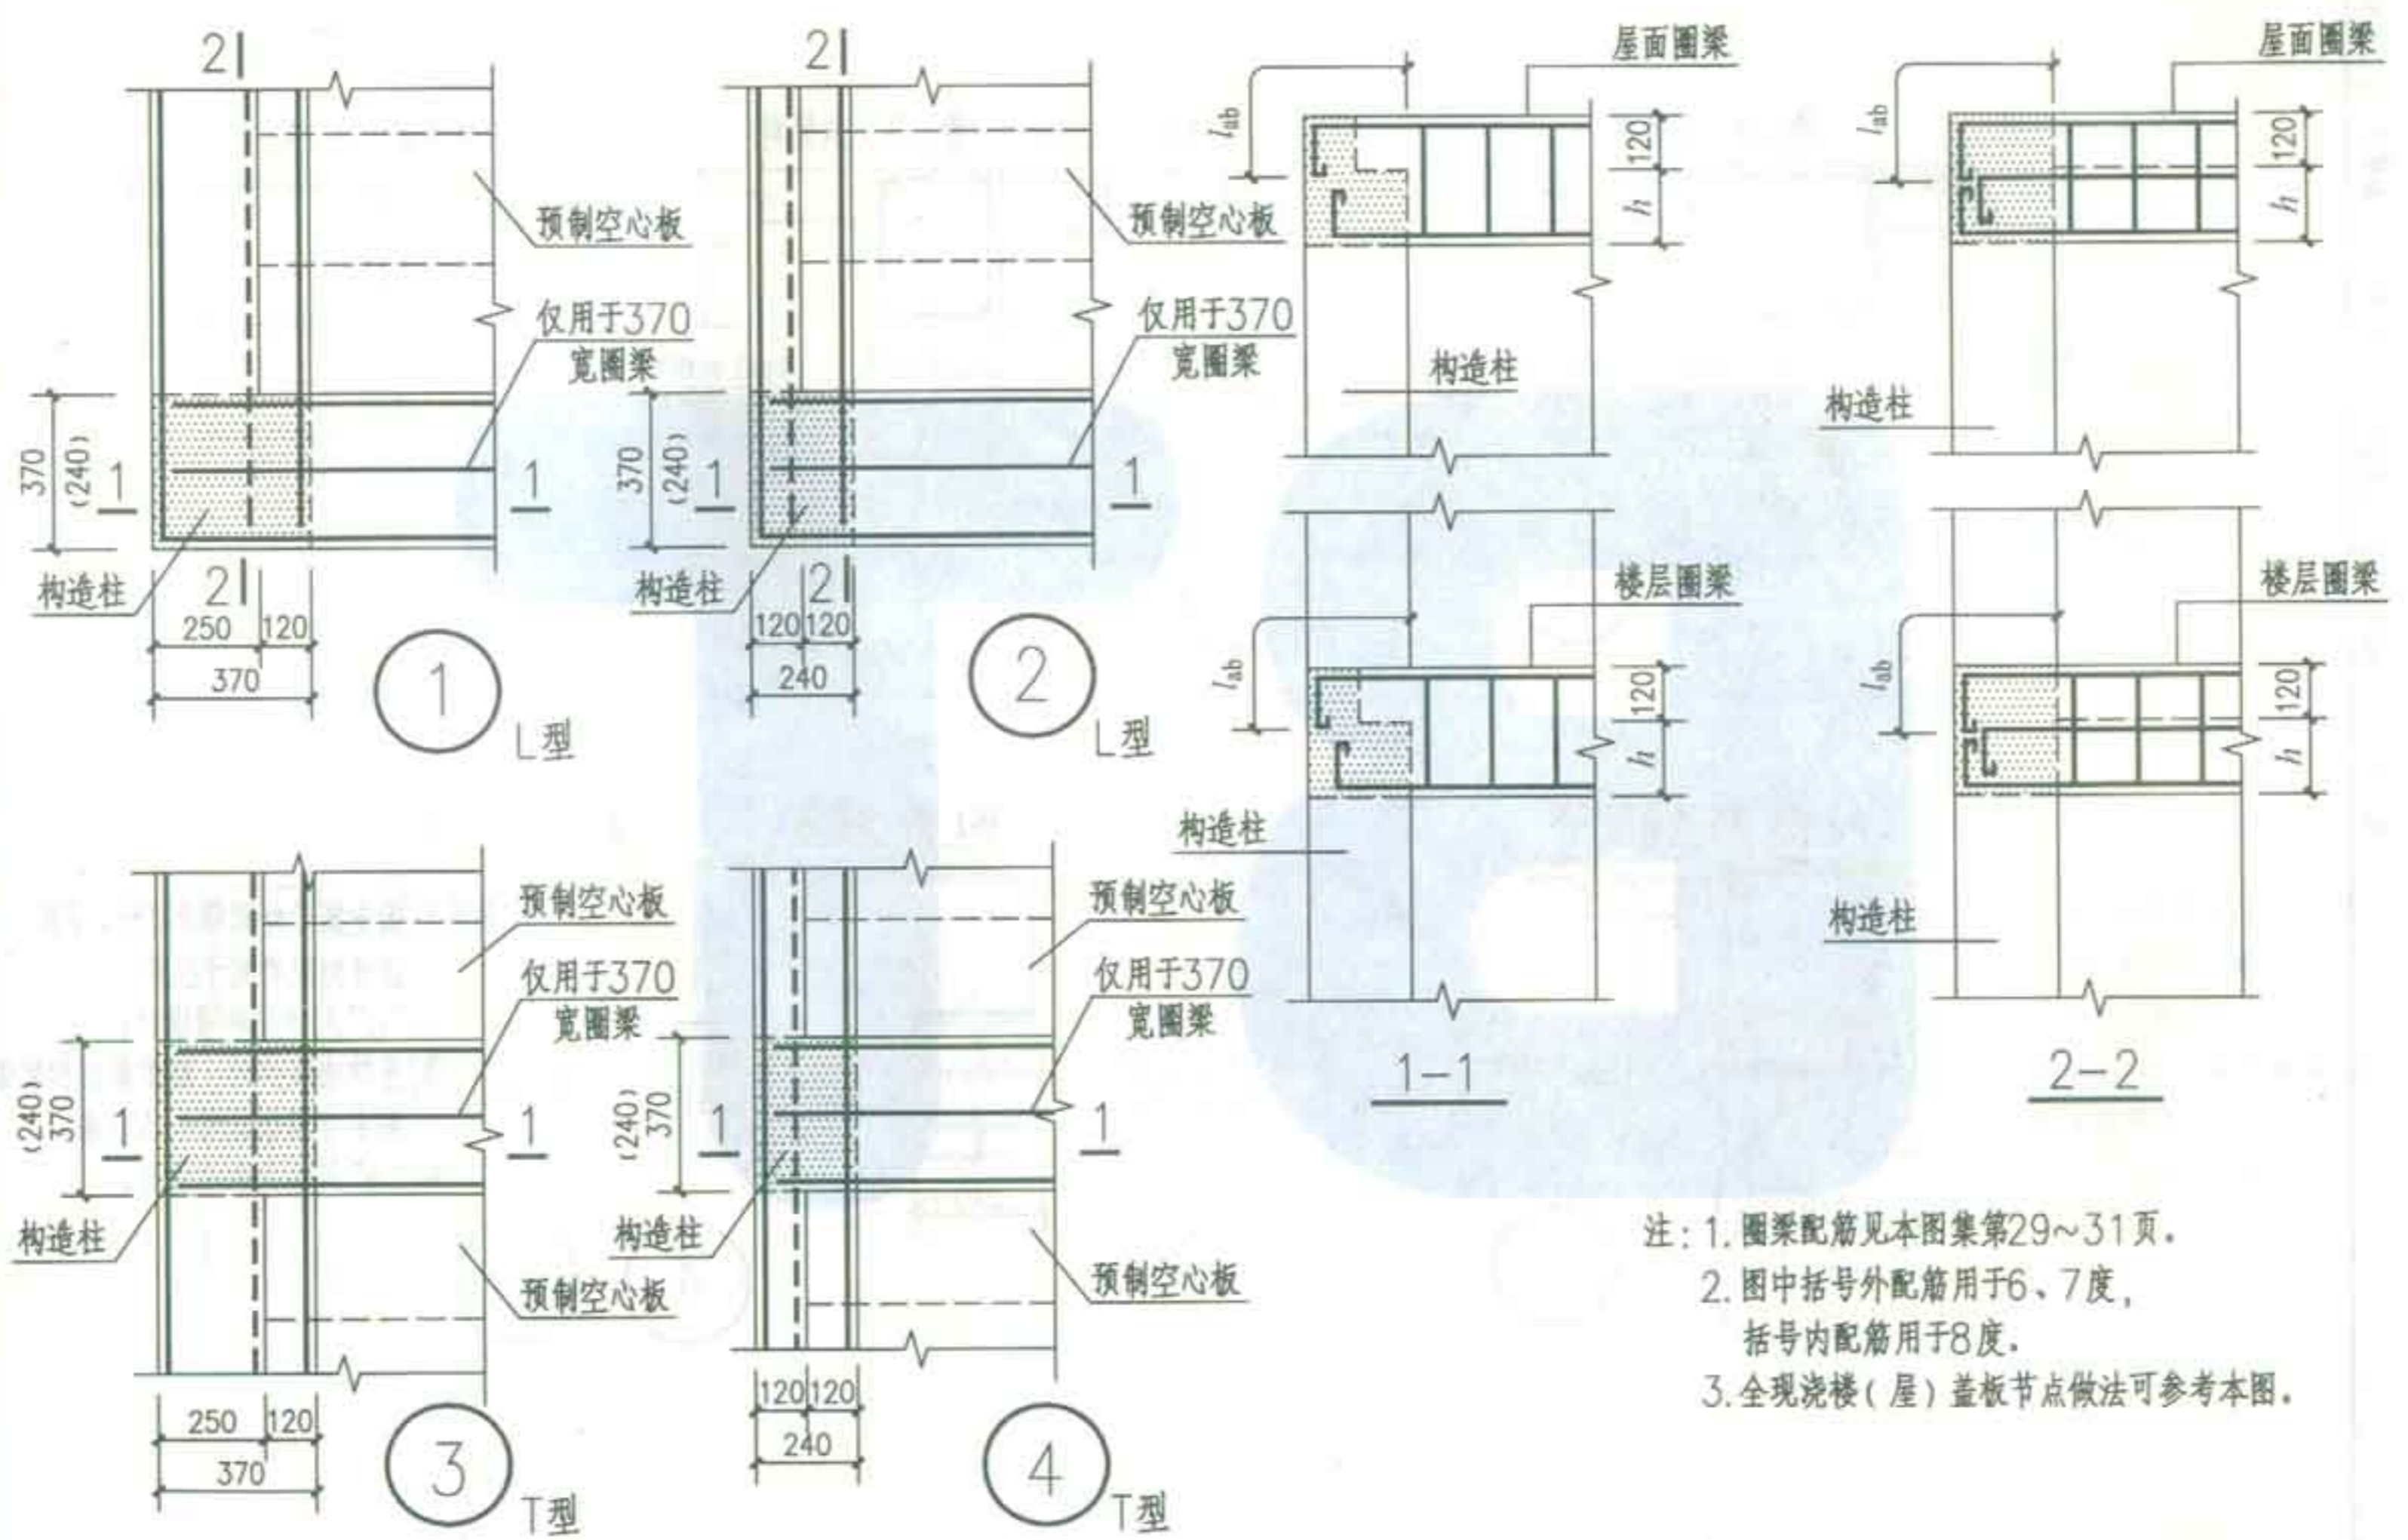 2
2
预制空心板
仅用于370
宽圈梁
370
(240)
1
1
构造柱
2
250
120
370
1
L型
预制空心板
仅用于370
宽圈梁
370
(240)
1
1
构造柱
2
120
120
240
2
L型
屋面圈梁
lab
120
h
构造柱
楼层圈梁
lab
120
h
构造柱
1-1
屋面圈梁
lab
120
h
构造柱
楼层圈梁
lab
120
h
构造柱
2-2
预制空心板
仅用于370
宽圈梁
(240)
370
1
1
构造柱
预制空心板
250
120
370
3
T型
预制空心板
仅用于370
宽圈梁
(240)
370
1
1
构造柱
预制空心板
120
120
240
4
T型
注：1. 圈梁配筋见本图集第29～31页。
2. 图中括号外配筋用于6、7度，
括号内配筋用于8度。
3. 全现浇楼（屋）盖板节点做法可参考本图。